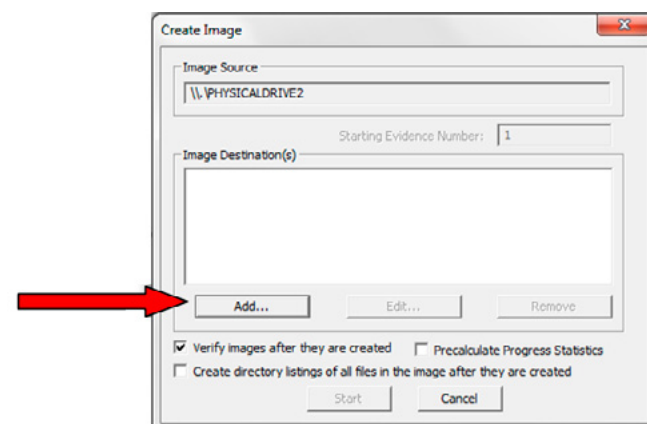 Create Image
Image Source
\\.\PHYSICALDRIVE2
Starting Evidence Number: 1
Image Destination(s)
Add... Edit... Remove
Verify images after they are created Precalculate Progress Statistics
Create directory listings of all files in the image after they are created
Start Cancel